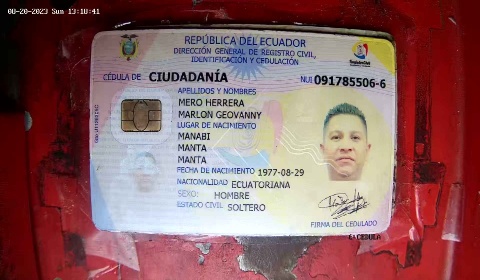 08-20-2023 Sun 13:18:41
REPÚBLICA DEL ECUADOR
DIRECCIÓN GENERAL DE REGISTRO CIVIL,
IDENTIFICACIÓN Y CEDULACIÓN
CÉDULA DE CIUDADANÍA
NUI 091785506-6
APELLIDOS Y NOMBRES
MERO HERRERA
MARLON GEOVANNY
LUGAR DE NACIMIENTO
MANABI
MANTA
MANTA
FECHA DE NACIMIENTO 1977-08-29
NACIONALIDAD ECUATORIANA
SEXO HOMBRE
ESTADO CIVIL SOLTERO
FIRMA DEL CEDULADO
CEDULA